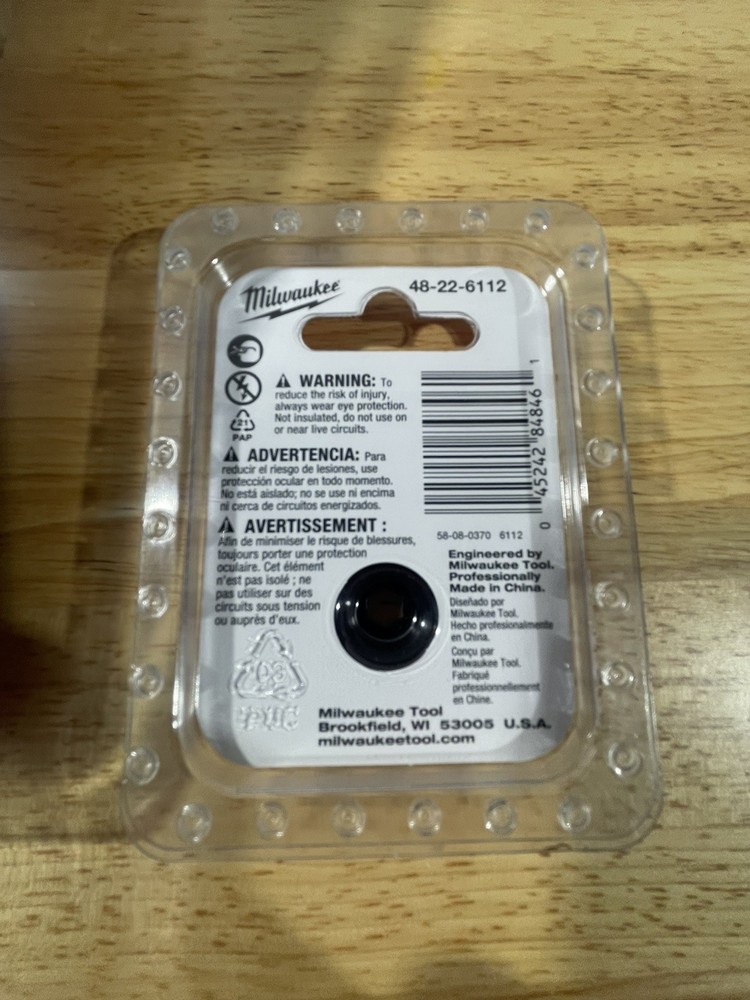 Milwaukee
48-22-6112
21
PAP
WARNING: To
reduce the risk of injury,
always wear eye protection.
Not insulated, do not use on
or near live circuits.
ADVERTENCIA: Para
reducir el riesgo de lesiones, use
protección ocular en todo momento.
No está aislado; no se use ni encima
ni cerca de circuitos energizados.
AVERTISSEMENT :
Afin de minimiser le risque de blessures,
toujours porter une protection
oculaire. Cet élément
n'est pas isolé ; ne
pas utiliser sur des
circuits sous tension
ou auprès d'eux.
0 45242 84846 1
58-08-0370 6112
Engineered by
Milwaukee Tool.
Professionally
Made in China.
Diseñado por
Milwaukee Tool.
Hecho profesionalmente
en China.
Conçu par
Milwaukee Tool.
Fabriqué
professionnellement
en Chine.
Milwaukee Tool
Brookfield, WI 53005 U.S.A.
milwaukeetool.com